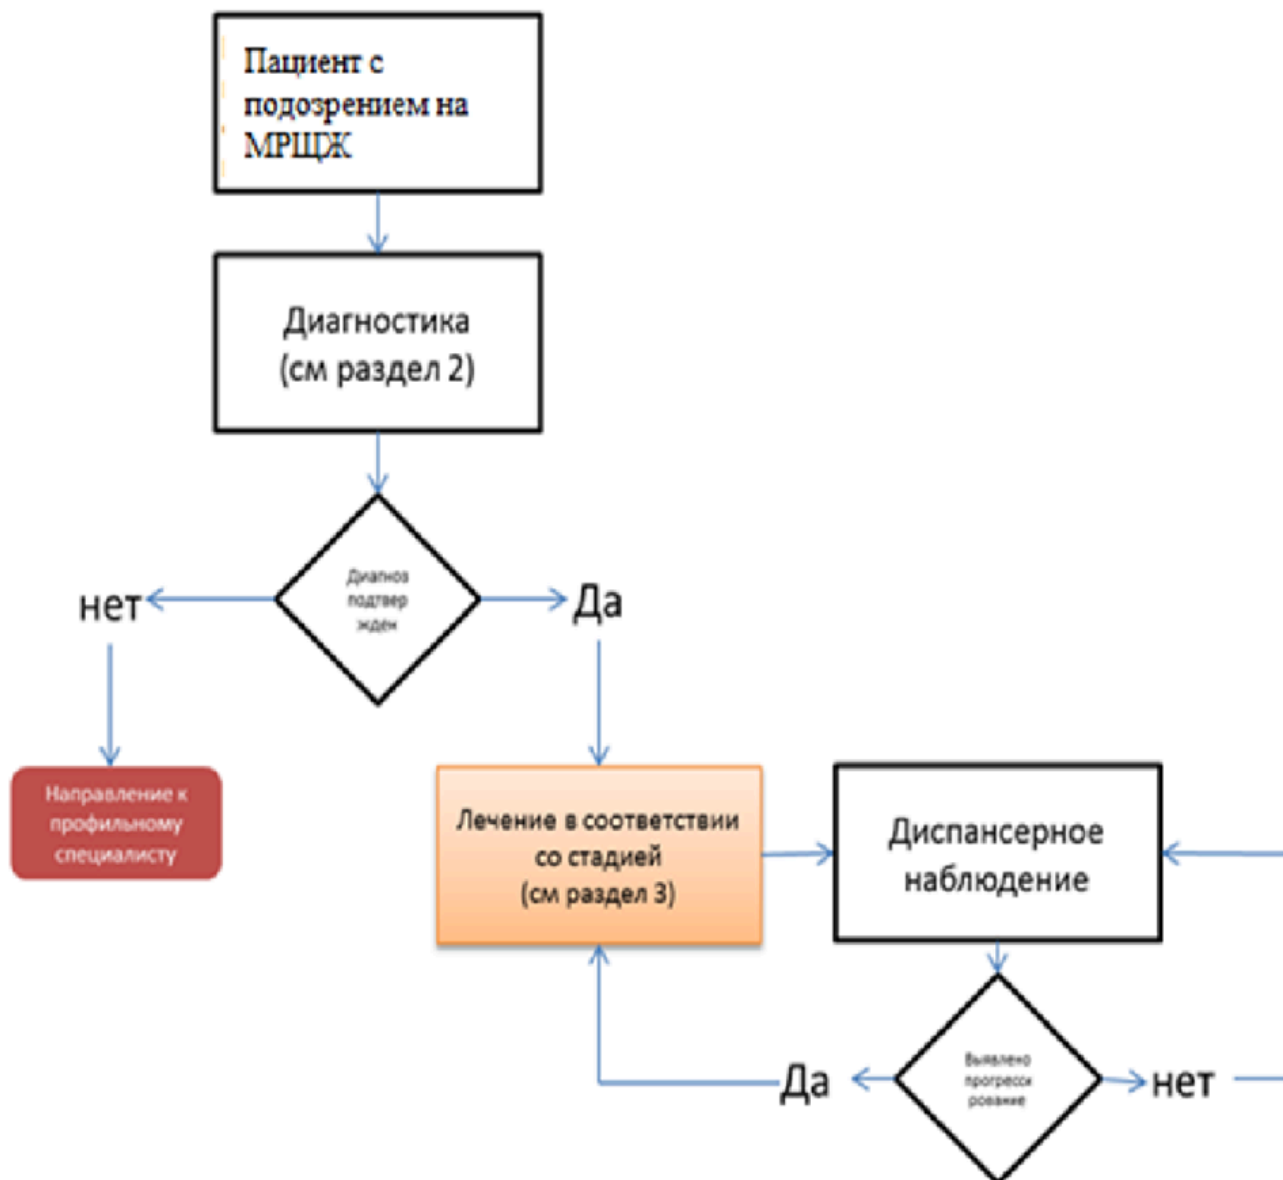 Пациент с
подозрением на
МРЩЖ
Диагностика
(см раздел 2)
Диагноз
подтвер
жден
нет
Да
Направление к
профильному
специалисту
Лечение в соответствии
со стадией
(см раздел 3)
Диспансерное
наблюдение
Выявлено
прогресси
рование
Да
нет